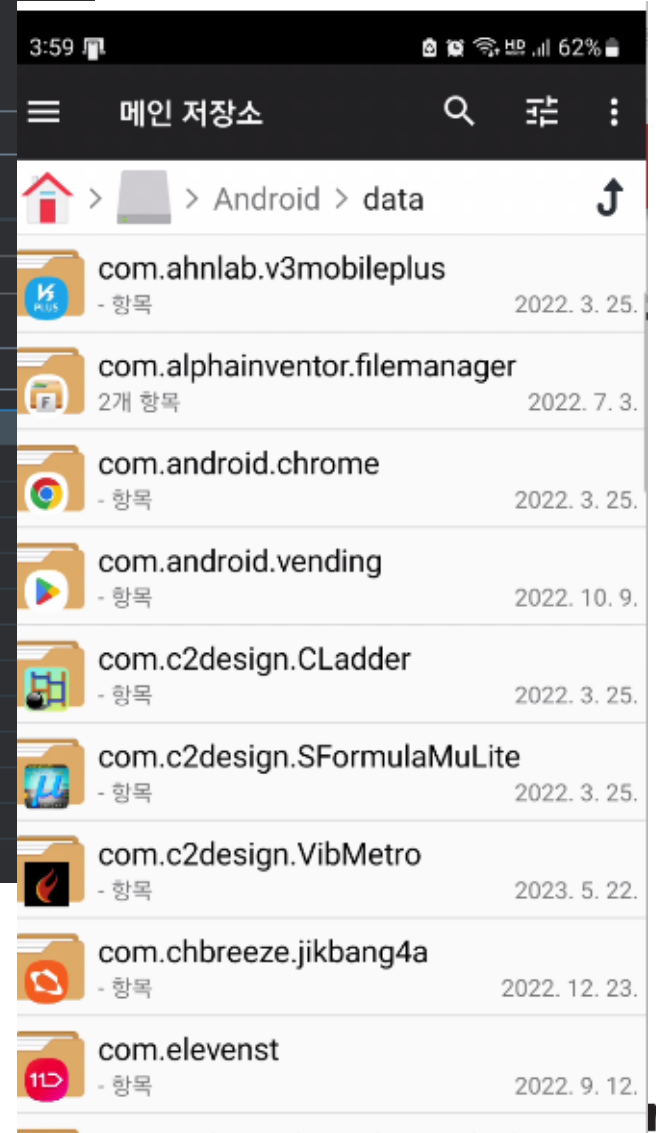 3:59 HD 62%
메인 저장소
> > Android > data
com.ahnlab.v3mobileplus
PLUS
- 항목 2022. 3. 25.
com.alphainventor.filemanager
F
2개 항목 2022. 7. 3.
com.android.chrome
- 항목 2022. 3. 25.
com.android.vending
- 항목 2022. 10. 9.
com.c2design.CLadder
- 항목 2022. 3. 25.
com.c2design.SFormulaMuLite
μ
- 항목 2022. 3. 25.
com.c2design.VibMetro
- 항목 2023. 5. 22.
com.chbreeze.jikbang4a
- 항목 2022. 12. 23.
com.elevenst
11
- 항목 2022. 9. 12.